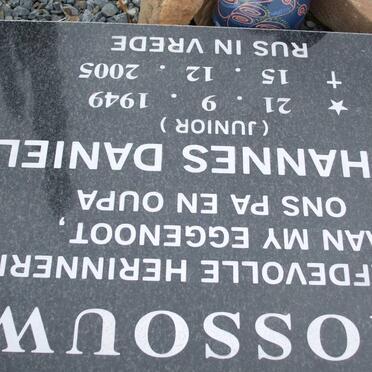 OSSOUW
FDEVOLLE HERINNERI
AAN MY EGGENOOT,
ONS PA EN OUPA
HANNES DANIEL
( JUNIOR )
★ 21 . 9 . 1949
✝ 15 . 12 . 2005
RUS IN VREDE